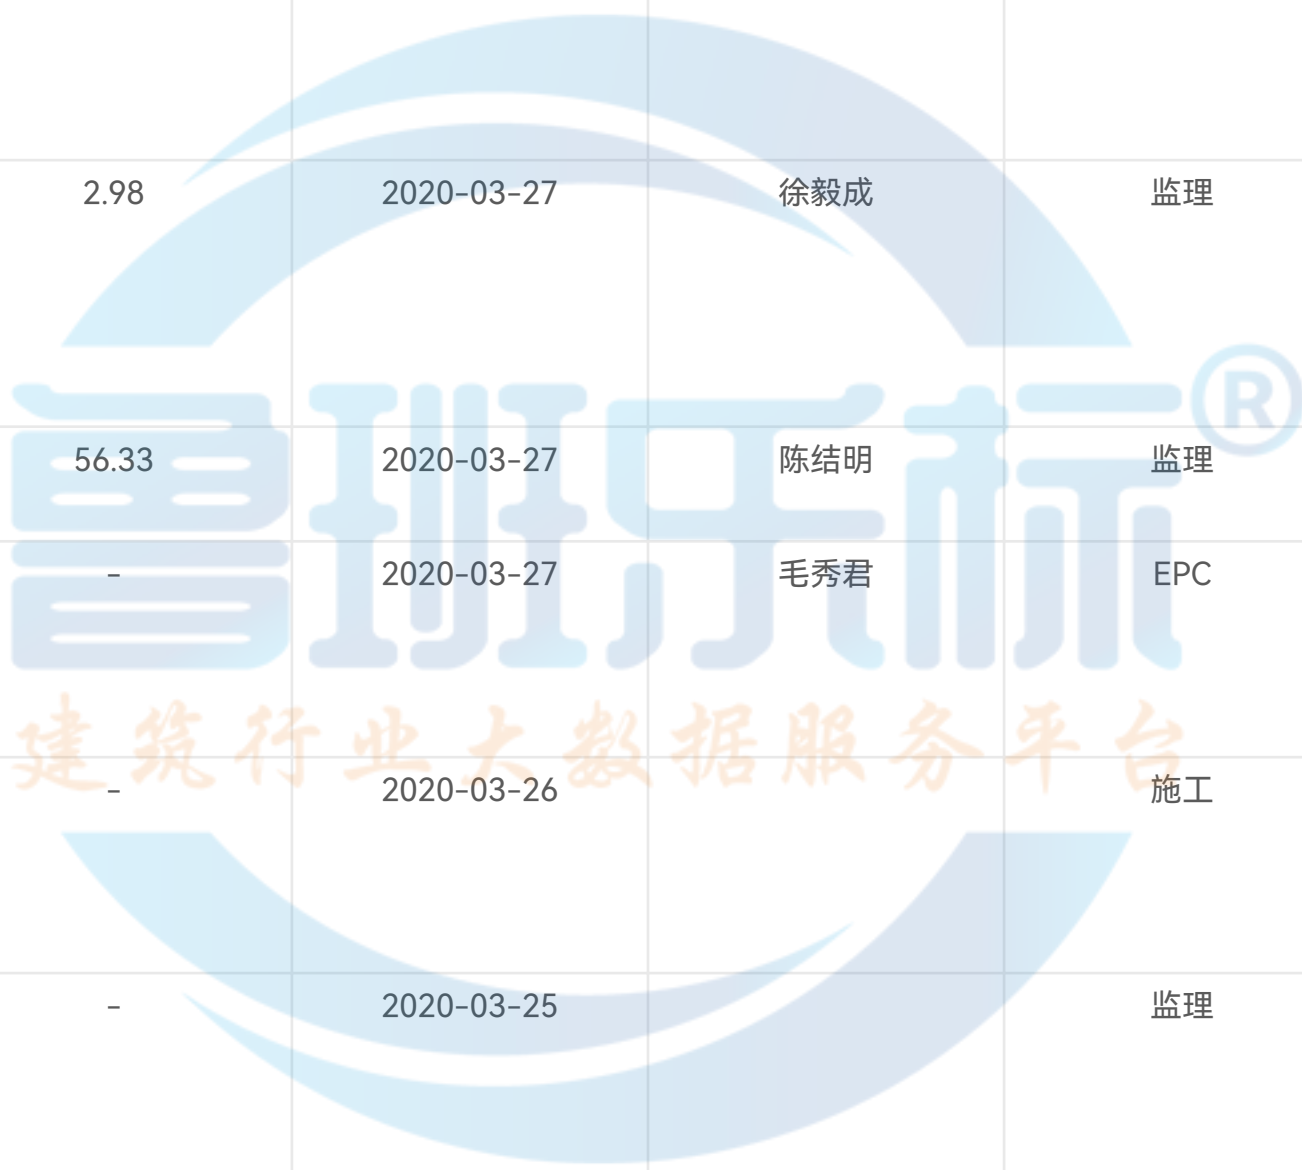 2.98 2020-03-27 徐毅成 监理
鲁班乐标®
56.33 2020-03-27 陈结明 监理
- 2020-03-27 毛秀君 EPC
建筑行业大数据服务平台
- 2020-03-26 施工
- 2020-03-25 监理